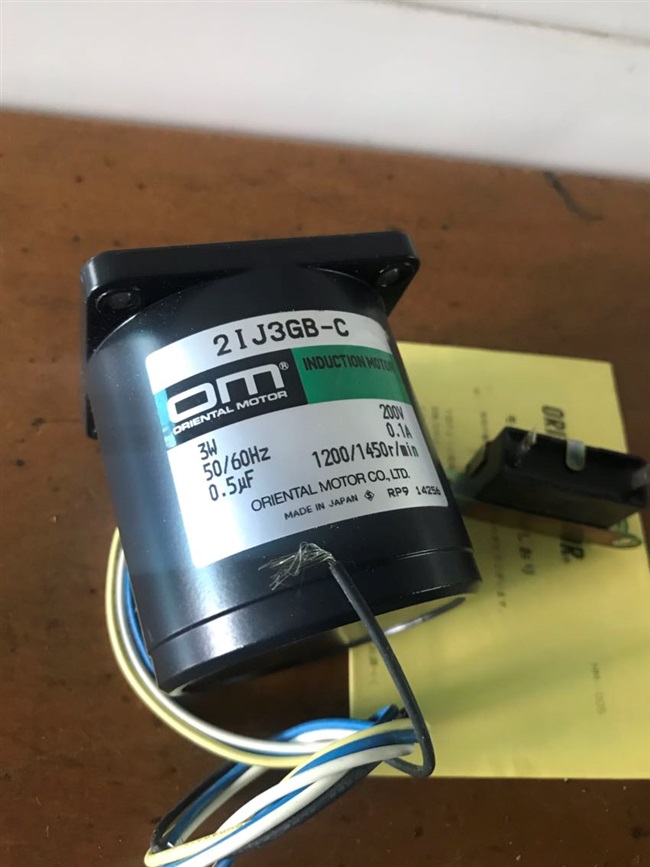 2IJ3GB-C
om®
ORIENTAL MOTOR
INDUCTION MOTOR
3W
200V
50/60Hz
0.1A
0.5µF
1200/1450r/min
ORIENTAL MOTOR CO., LTD.
MADE IN JAPAN Ⓢ RP9 14256